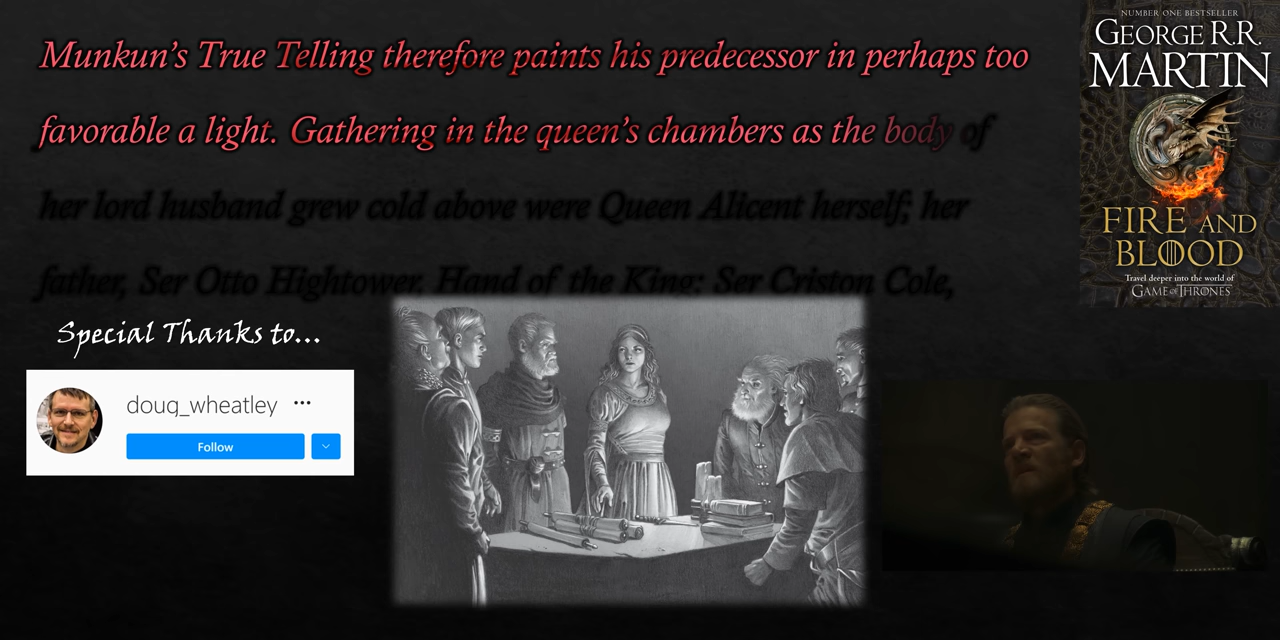 Munkun's True Telling therefore paints his predecessor in perhaps too
favorable a light. Gathering in the queen's chambers as the body of
her lord husband grew cold above were Queen Alicent herself; her
father, Ser Otto Hightower, Hand of the King; Ser Criston Cole,
NUMBER ONE BESTSELLER
GEORGE R.R.
MARTIN
FIRE AND
BLOOD
Travel deeper into the world of
GAME OF THRONES
Special Thanks to...
doug_wheatley ...
Follow